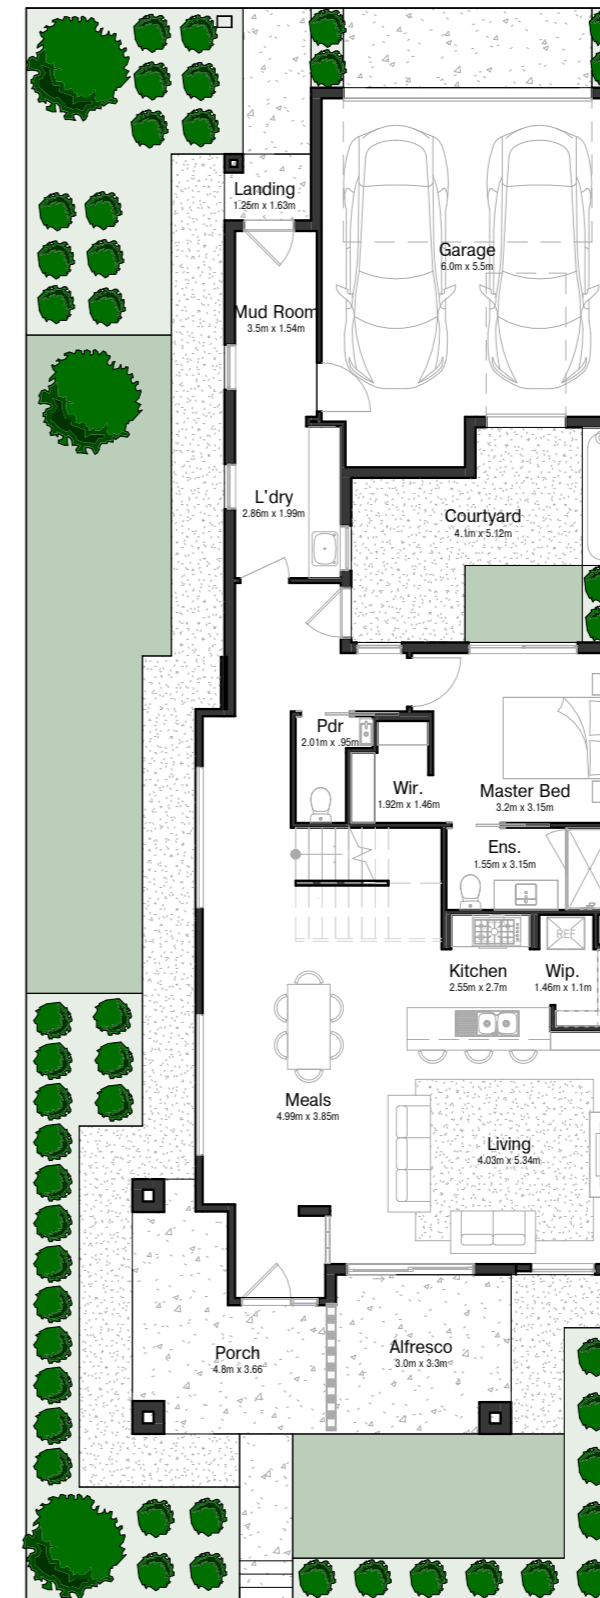 Landing
1.25m x 1.63m
Garage
6.0m x 5.5m
Mud Room
3.5m x 1.54m
L'dry
2.86m x 1.99m
Courtyard
4.1m x 5.12m
Pdr
2.01m x .95m
Wir.
1.92m x 1.46m
Master Bed
3.2m x 3.15m
Ens.
1.55m x 3.15m
REF
Kitchen
2.55m x 2.7m
Wip.
1.46m x 1.1m
Meals
4.99m x 3.85m
Living
4.03m x 5.34m
Porch
4.8m x 3.66
Alfresco
3.0m x 3.3m